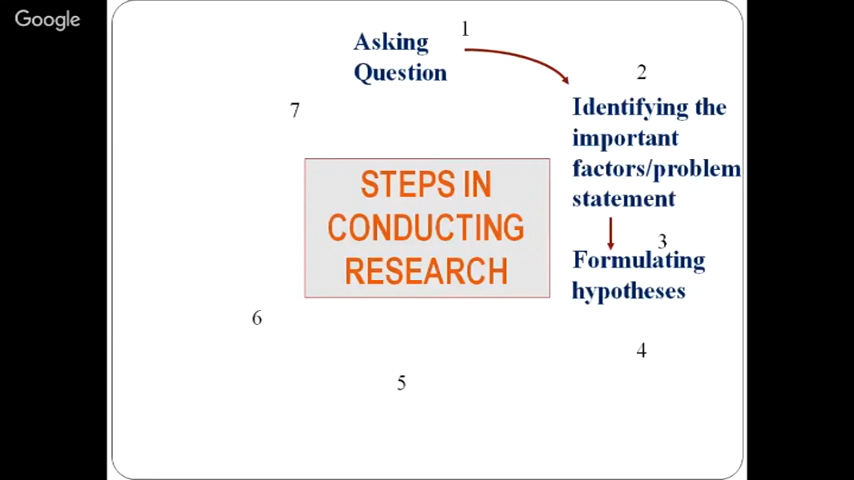 Google
1
Asking
Question
2
Identifying the
important
factors/problem
statement
7
STEPS IN
CONDUCTING
RESEARCH
3
Formulating
hypotheses
6
4
5